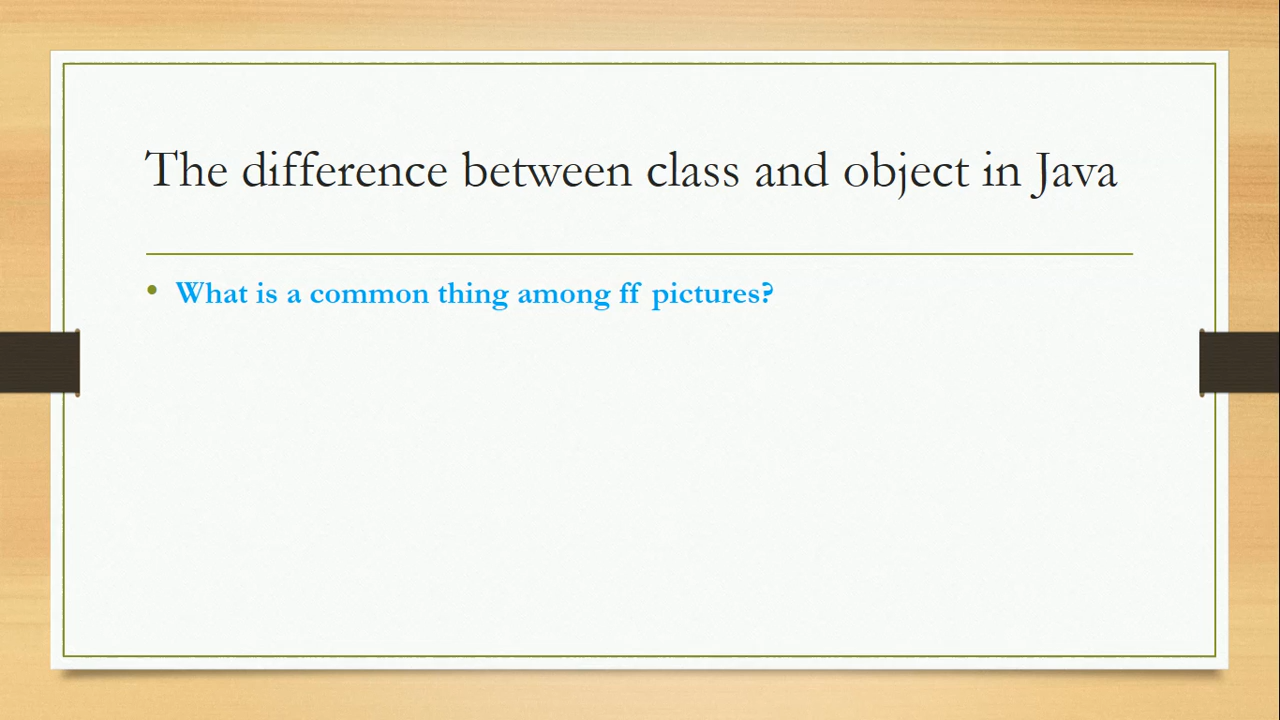 The difference between class and object in Java
• What is a common thing among ff pictures?